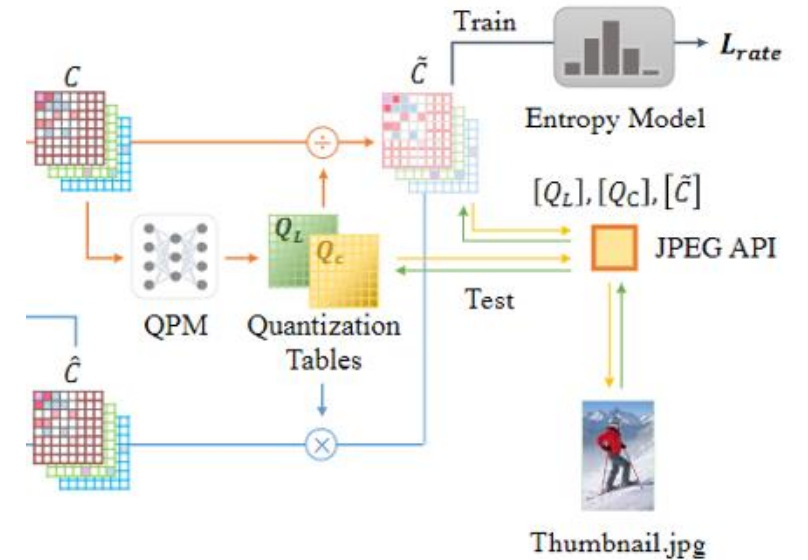 Train
L_rate
C
C̃
Entropy Model
÷
[Q_L], [Q_C], [C̃]
Q_L
Q_c
JPEG API
QPM
Quantization
Tables
Test
Ĉ
×
Thumbnail.jpg